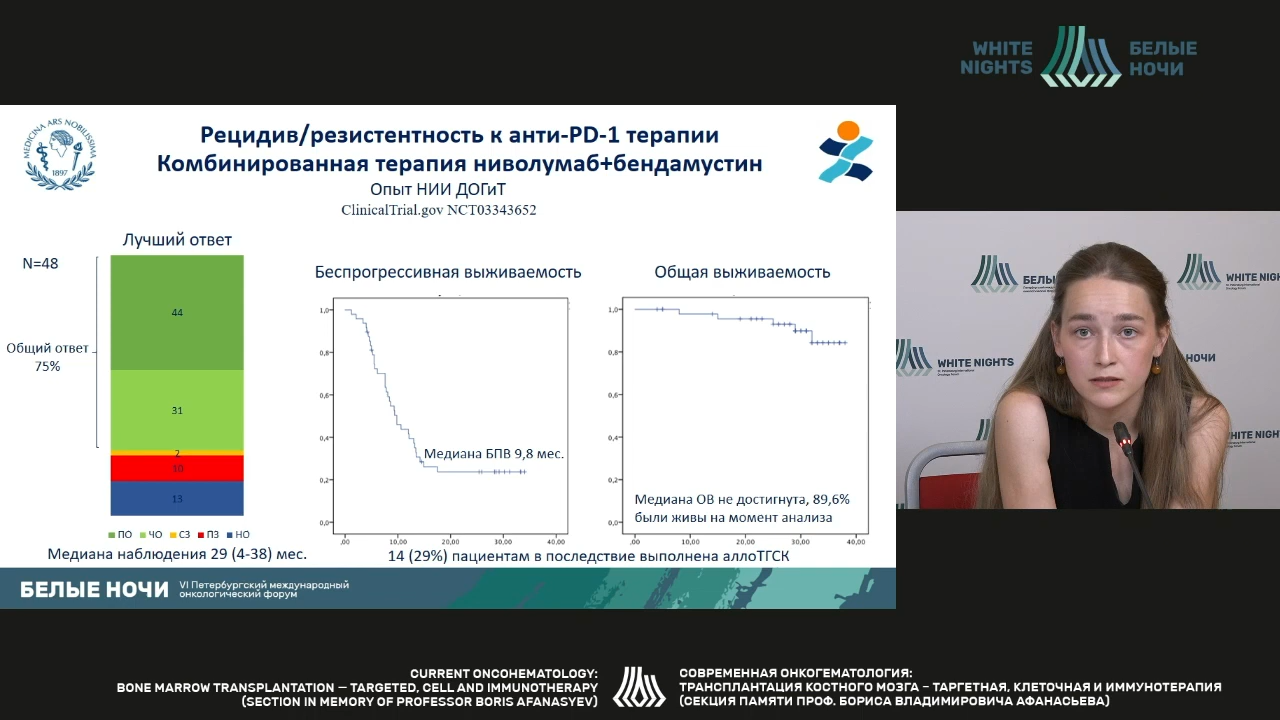 WHITE
NIGHTS
БЕЛЫЕ
НОЧИ
MEDICINA ARS NOBILISSIMA
1897
Рецидив/резистентность к анти-PD-1 терапии
Комбинированная терапия ниволумаб+бендамустин
Опыт НИИ ДОГиТ
ClinicalTrial.gov NCT03343652
Лучший ответ
N=48
44
Общий ответ
75%
31
2
10
13
ПО ЧО СЗ ПЗ НО
Медиана наблюдения 29 (4-38) мес.
Беспрогрессивная выживаемость
1,0
0,8
0,6
0,4
0,2
0,0
Медиана БПВ 9,8 мес.
,00 10,00 20,00 30,00 40,00
Общая выживаемость
1,0
0,8
0,6
0,4
0,2
0,0
Медиана ОВ не достигнута, 89,6%
были живы на момент анализа
,00 10,00 20,00 30,00 40,00
14 (29%) пациентам в последствие выполнена аллоТГСК
БЕЛЫЕ НОЧИ
VI Петербургский международный
онкологический форум
БЕЛЫ
WHITE NIGH
WHITE NIGHTS
НОЧИ
WHITE NIGH
CURRENT ONCOHEMATOLOGY:
BONE MARROW TRANSPLANTATION – TARGETED, CELL AND IMMUNOTHERAPY
(SECTION IN MEMORY OF PROFESSOR BORIS AFANASYEV)
СОВРЕМЕННАЯ ОНКОГЕМАТОЛОГИЯ:
ТРАНСПЛАНТАЦИЯ КОСТНОГО МОЗГА – ТАРГЕТНАЯ, КЛЕТОЧНАЯ И ИММУНОТЕРАПИЯ
(СЕКЦИЯ ПАМЯТИ ПРОФ. БОРИСА ВЛАДИМИРОВИЧА АФАНАСЬЕВА)